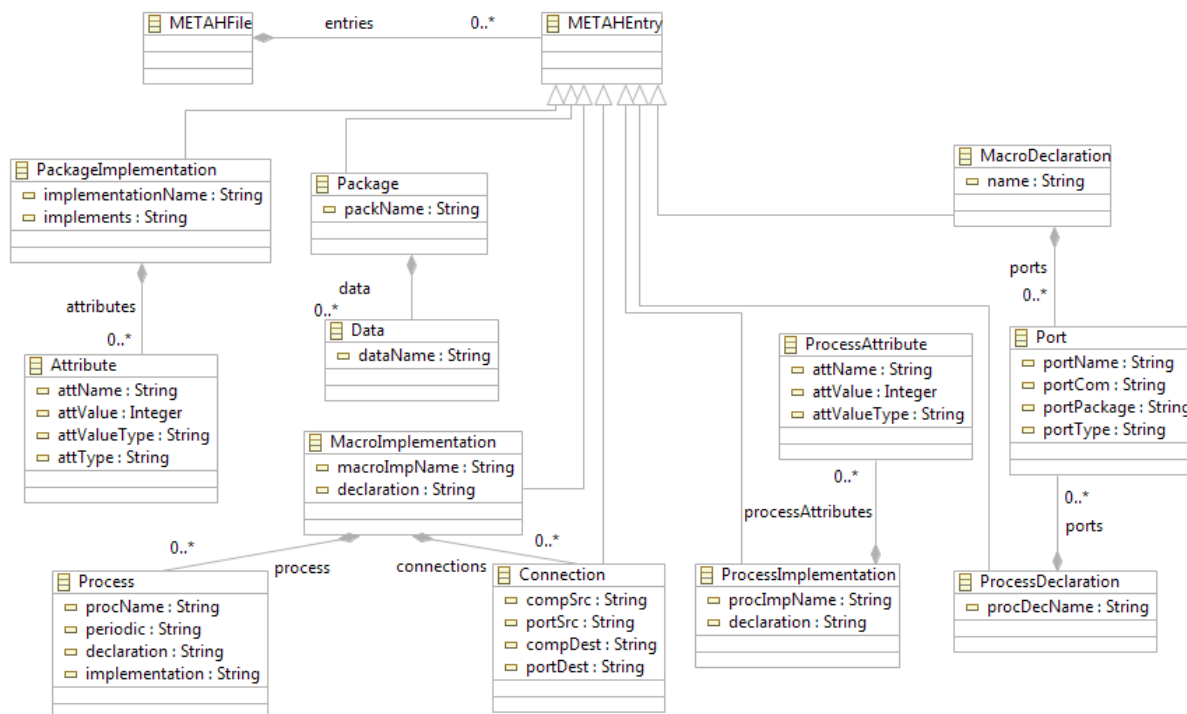 METAHFile
entries
0..*
METAHEntry
PackageImplementation
implementationName : String
implements : String
Package
packName : String
MacroDeclaration
name : String
attributes
0..*
data
0..*
ports
0..*
Attribute
attName : String
attValue : Integer
attValueType : String
attType : String
Data
dataName : String
ProcessAttribute
attName : String
attValue : Integer
attValueType : String
Port
portName : String
portCom : String
portPackage : String
portType : String
MacroImplementation
macroImpName : String
declaration : String
0..*
processAttributes
0..*
ports
0..*
process
connections
0..*
Process
procName : String
periodic : String
declaration : String
implementation : String
Connection
compSrc : String
portSrc : String
compDest : String
portDest : String
ProcessImplementation
procImpName : String
declaration : String
ProcessDeclaration
procDecName : String